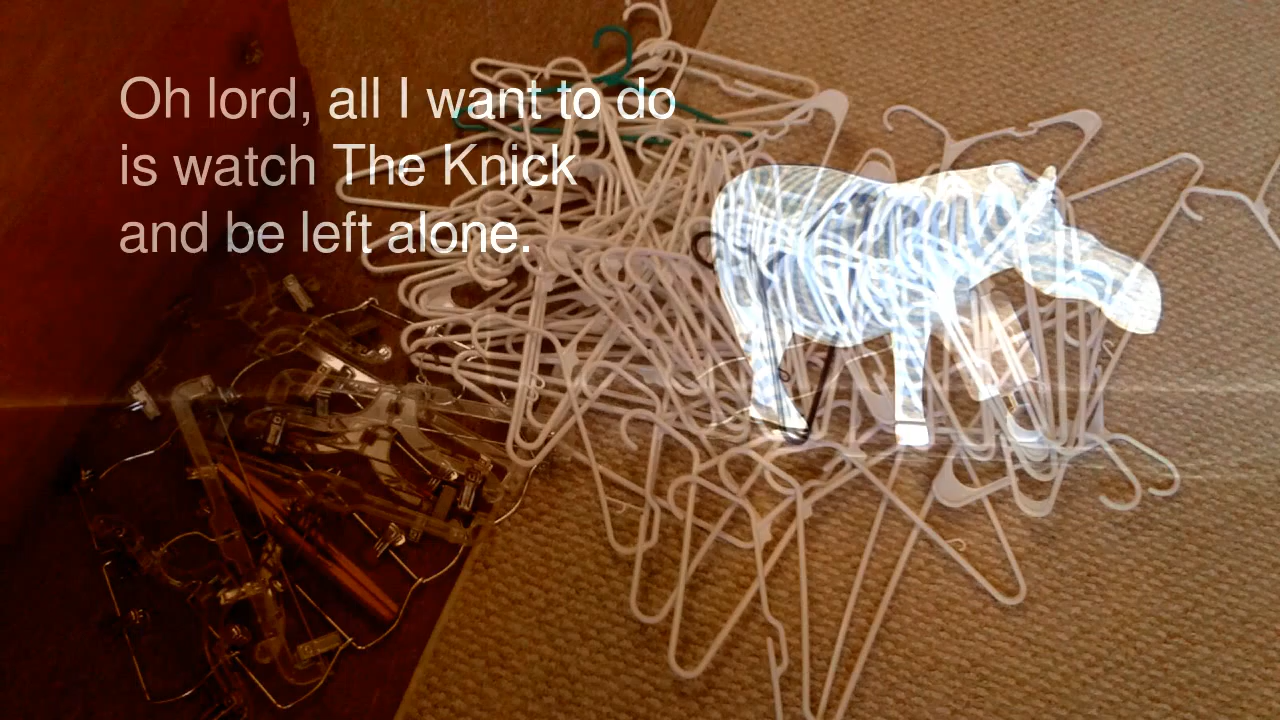 Oh lord, all I want to do
is watch The Knick
and be left alone.